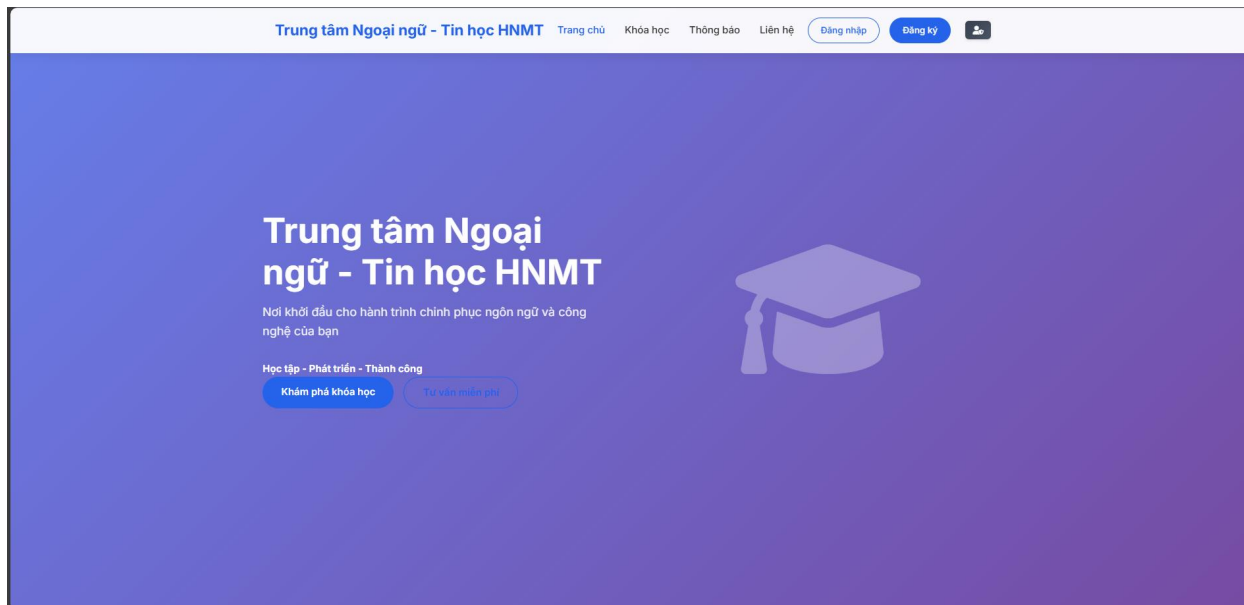 Trung tâm Ngoại ngữ - Tin học HNMT Trang chủ Khóa học Thông báo Liên hệ Đăng nhập Đăng ký
Trung tâm Ngoại
ngữ - Tin học HNMT
Nơi khởi đầu cho hành trình chinh phục ngôn ngữ và công
nghệ của bạn
Học tập - Phát triển - Thành công
Khám phá khóa học Tư vấn miễn phí